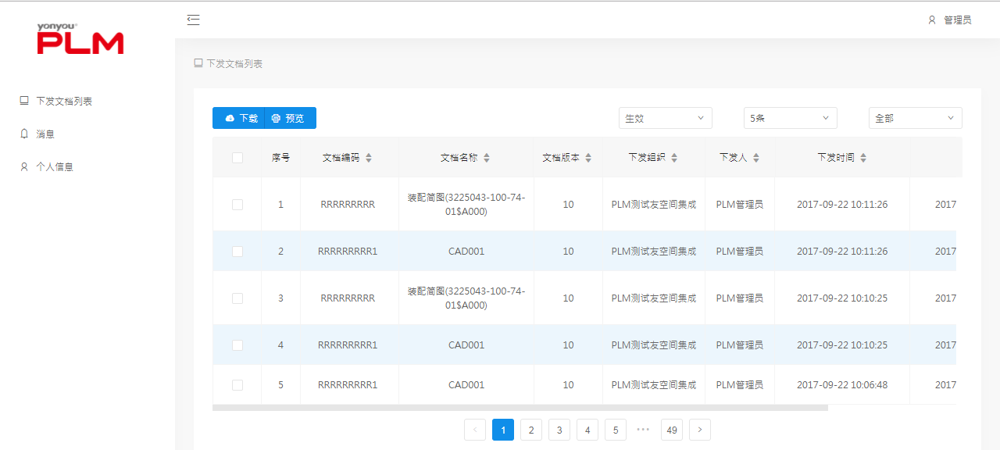 yonyou
PLM
管理员
下发文档列表
下发文档列表
消息
个人信息
下载 预览 生效 5条 全部
序号 文档编码 文档名称 文档版本 下发组织 下发人 下发时间
1 RRRRRRRRR 装配简图(3225043-100-74-01$A000) 10 PLM测试友空间集成 PLM管理员 2017-09-22 10:11:26 2017
2 RRRRRRRRR1 CAD001 10 PLM测试友空间集成 PLM管理员 2017-09-22 10:11:26 2017
3 RRRRRRRRR 装配简图(3225043-100-74-01$A000) 10 PLM测试友空间集成 PLM管理员 2017-09-22 10:10:25 2017
4 RRRRRRRRR1 CAD001 10 PLM测试友空间集成 PLM管理员 2017-09-22 10:10:25 2017
5 RRRRRRRRR1 CAD001 10 PLM测试友空间集成 PLM管理员 2017-09-22 10:06:48 2017
< 1 2 3 4 5 ••• 49 >